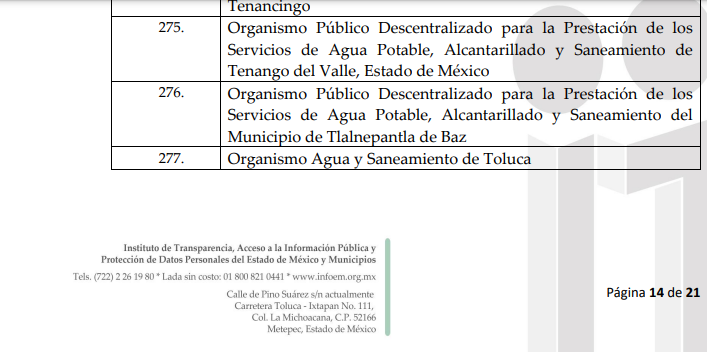 Tenancingo
275. Organismo Público Descentralizado para la Prestación de los
Servicios de Agua Potable, Alcantarillado y Saneamiento de
Tenango del Valle, Estado de México
276. Organismo Público Descentralizado para la Prestación de los
Servicios de Agua Potable, Alcantarillado y Saneamiento del
Municipio de Tlalnepantla de Baz
277. Organismo Agua y Saneamiento de Toluca
Instituto de Transparencia, Acceso a la Información Pública y
Protección de Datos Personales del Estado de México y Municipios
Tels. (722) 2 26 19 80 * Lada sin costo: 01 800 821 0441 * www.infoem.org.mx
Calle de Pino Suárez s/n actualmente
Carretera Toluca - Ixtapan No. 111,
Col. La Michoacana, C.P. 52166
Metepec, Estado de México
Página 14 de 21